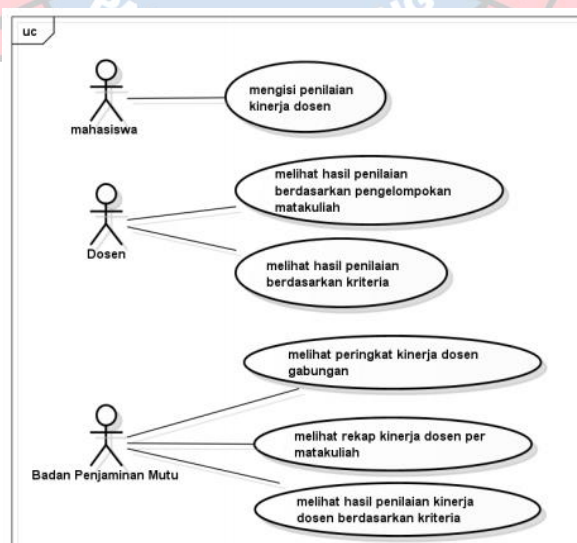 uc
mengisi penilaian
kinerja dosen
mahasiswa
melihat hasil penilaian
berdasarkan pengelompokan
matakuliah
Dosen
melihat hasil penilaian
berdasarkan kriteria
melihat peringkat kinerja dosen
gabungan
melihat rekap kinerja dosen per
matakuliah
Badan Penjaminan Mutu
melihat hasil penilaian kinerja
dosen berdasarkan kriteria